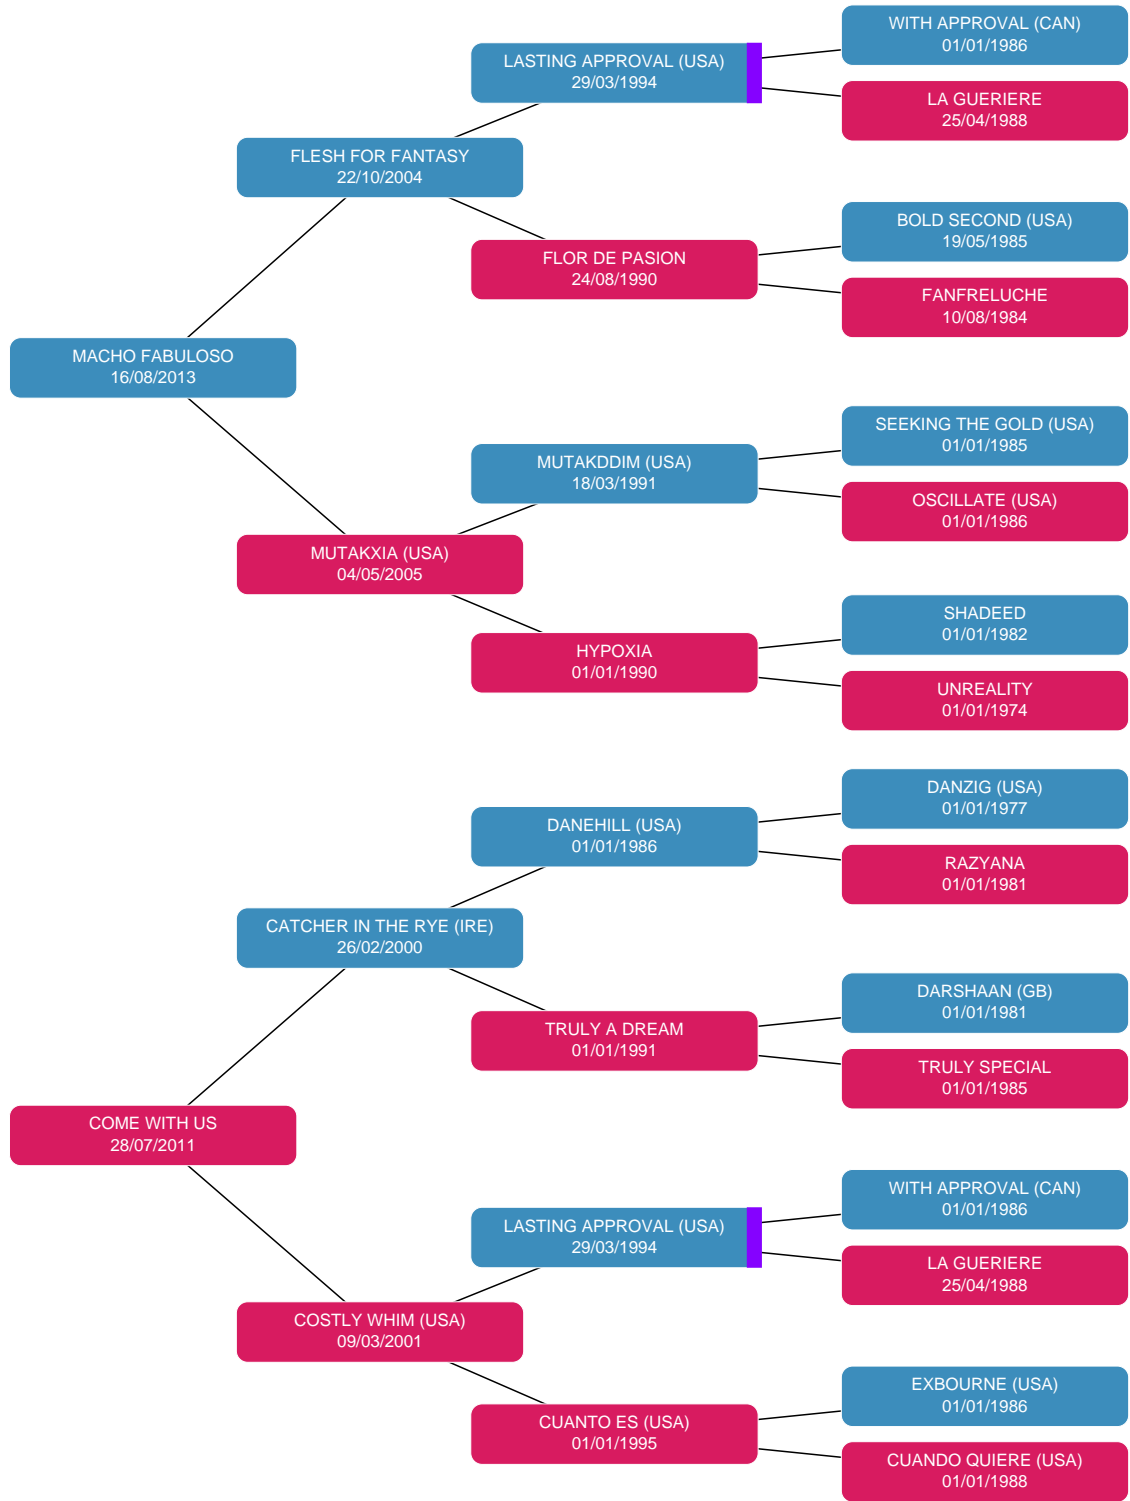 WITH APPROVAL (CAN)
01/01/1986
LASTING APPROVAL (USA)
29/03/1994
LA GUERIERE
25/04/1988
FLESH FOR FANTASY
22/10/2004
BOLD SECOND (USA)
19/05/1985
FLOR DE PASION
24/08/1990
FANFRELUCHE
10/08/1984
MACHO FABULOSO
16/08/2013
SEEKING THE GOLD (USA)
01/01/1985
MUTAKDDIM (USA)
18/03/1991
OSCILLATE (USA)
01/01/1986
MUTAKXIA (USA)
04/05/2005
SHADEED
01/01/1982
HYPOXIA
01/01/1990
UNREALITY
01/01/1974
DANZIG (USA)
01/01/1977
DANEHILL (USA)
01/01/1986
RAZYANA
01/01/1981
CATCHER IN THE RYE (IRE)
26/02/2000
DARSHAAN (GB)
01/01/1981
TRULY A DREAM
01/01/1991
TRULY SPECIAL
01/01/1985
COME WITH US
28/07/2011
WITH APPROVAL (CAN)
01/01/1986
LASTING APPROVAL (USA)
29/03/1994
LA GUERIERE
25/04/1988
COSTLY WHIM (USA)
09/03/2001
EXBOURNE (USA)
01/01/1986
CUANTO ES (USA)
01/01/1995
CUANDO QUIERE (USA)
01/01/1988